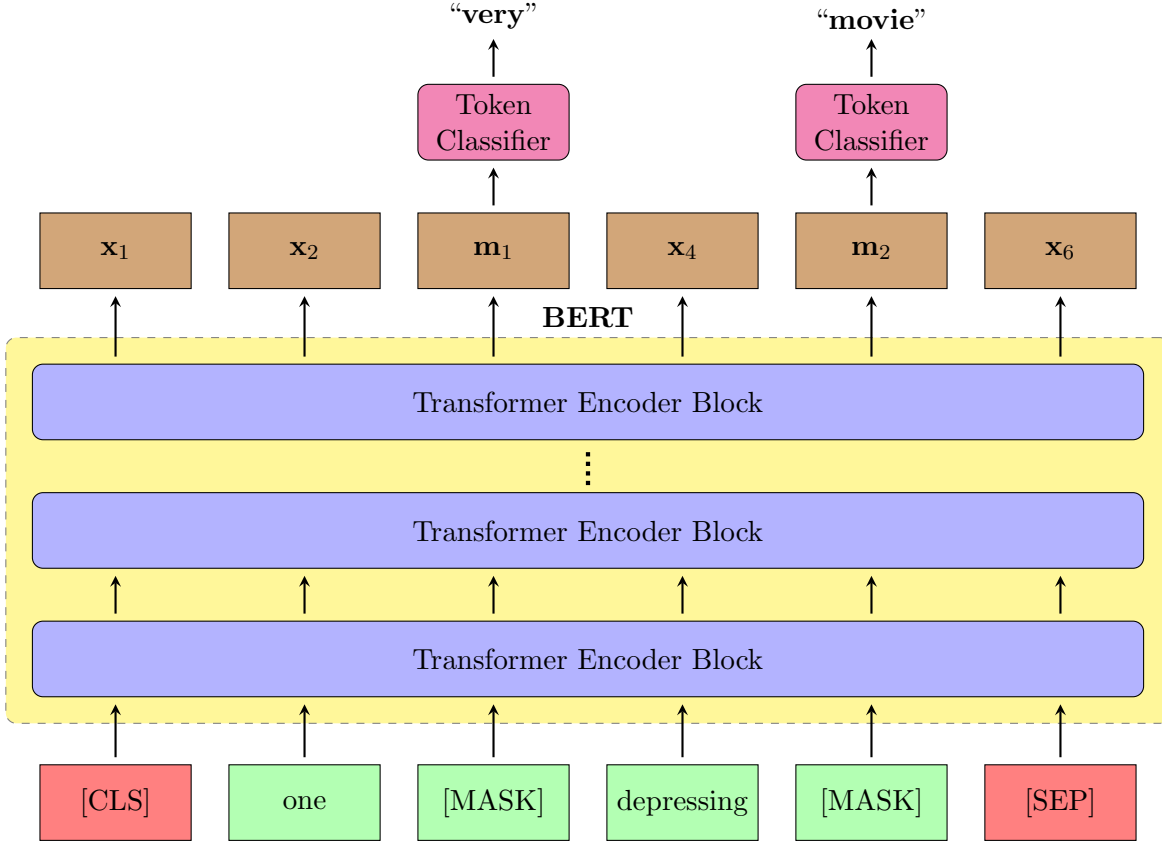 “very” “movie”
Token Classifier Token Classifier
x₁ x₂ m₁ x₄ m₂ x₆
BERT
Transformer Encoder Block
Transformer Encoder Block
Transformer Encoder Block
[CLS] one [MASK] depressing [MASK] [SEP]